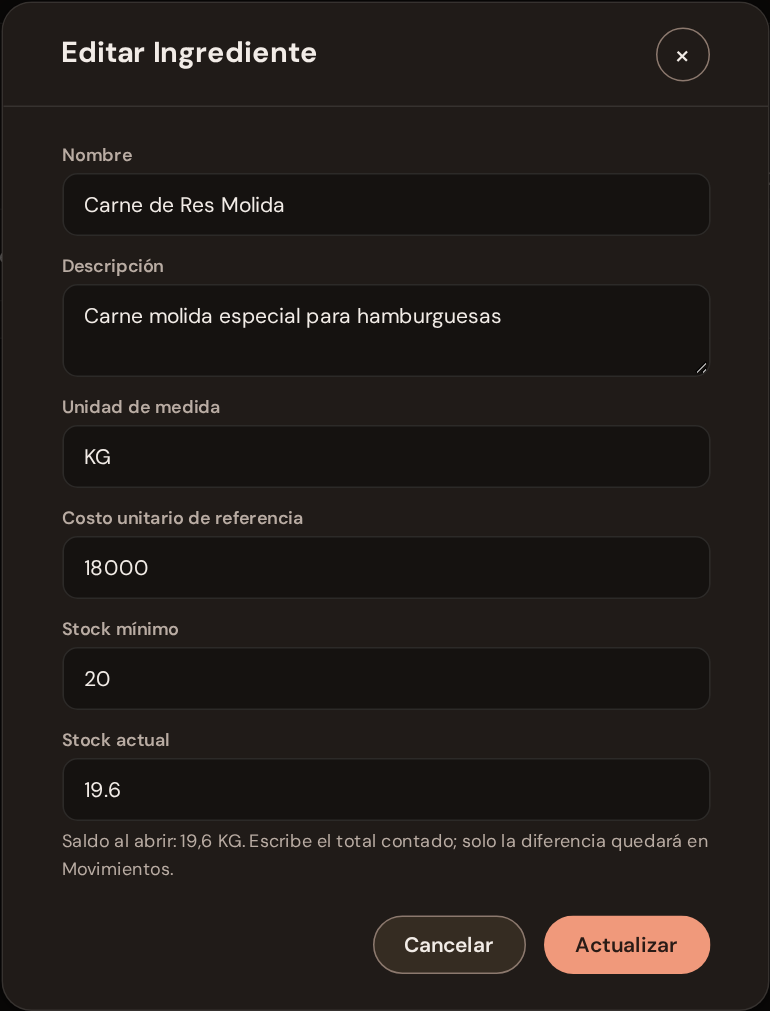 Editar Ingrediente
×
Nombre
Carne de Res Molida
Descripción
Carne molida especial para hamburguesas
Unidad de medida
KG
Costo unitario de referencia
18000
Stock mínimo
20
Stock actual
19.6
Saldo al abrir: 19,6 KG. Escribe el total contado; solo la diferencia quedará en
Movimientos.
Cancelar
Actualizar